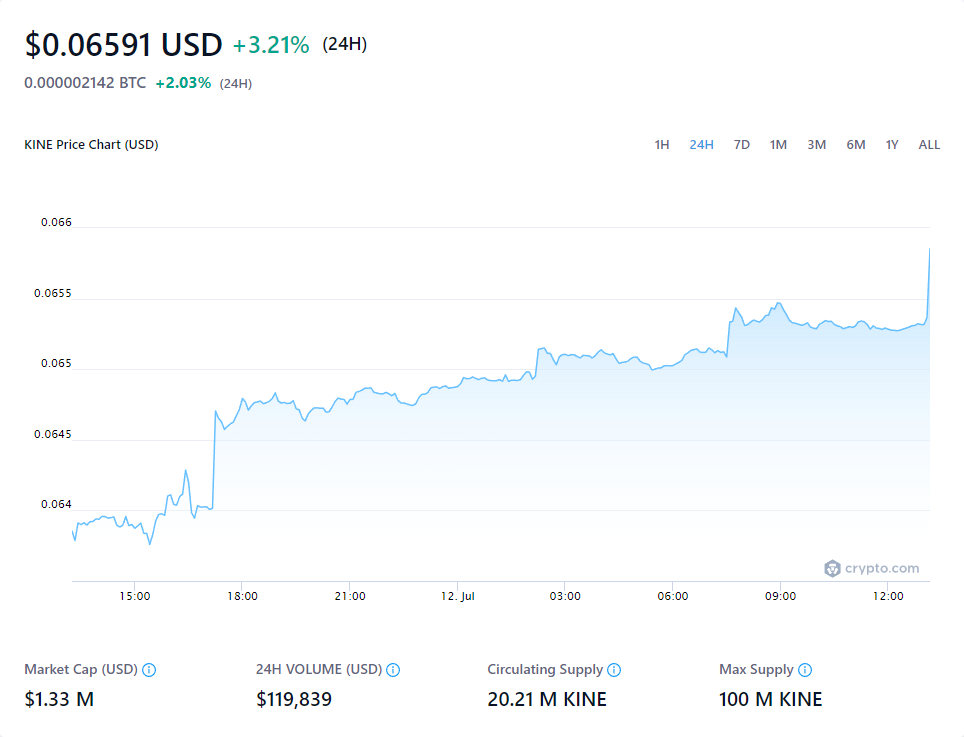 $0.06591 USD +3.21% (24H)
0.000002142 BTC +2.03% (24H)
KINE Price Chart (USD) 1H 24H 7D 1M 3M 6M 1Y ALL
0.066
0.0655
0.065
0.0645
0.064
crypto.com
15:00 18:00 21:00 12. Jul 03:00 06:00 09:00 12:00
Market Cap (USD) 24H VOLUME (USD) Circulating Supply Max Supply
$1.33 M $119,839 20.21 M KINE 100 M KINE